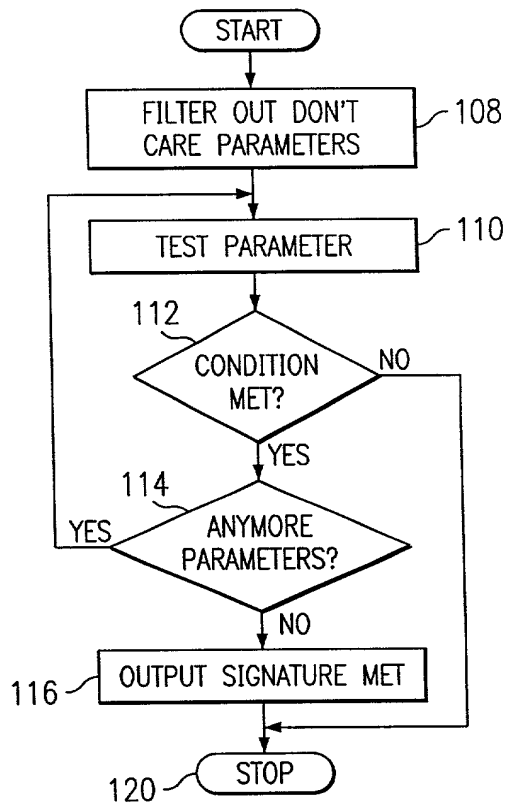 START
FILTER OUT DON'T
CARE PARAMETERS
108
TEST PARAMETER
110
112
CONDITION
MET?
NO
YES
114
YES
ANYMORE
PARAMETERS?
NO
OUTPUT SIGNATURE MET
116
STOP
120